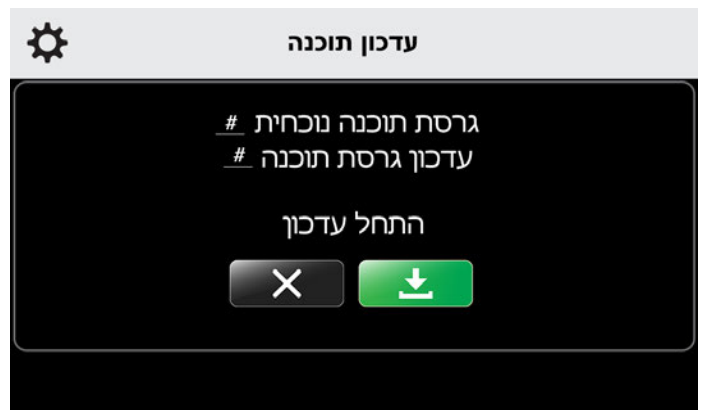 עדכון תוכנה
גרסת תוכנה נוכחית _#_
עדכון גרסת תוכנה _#_
התחל עדכון